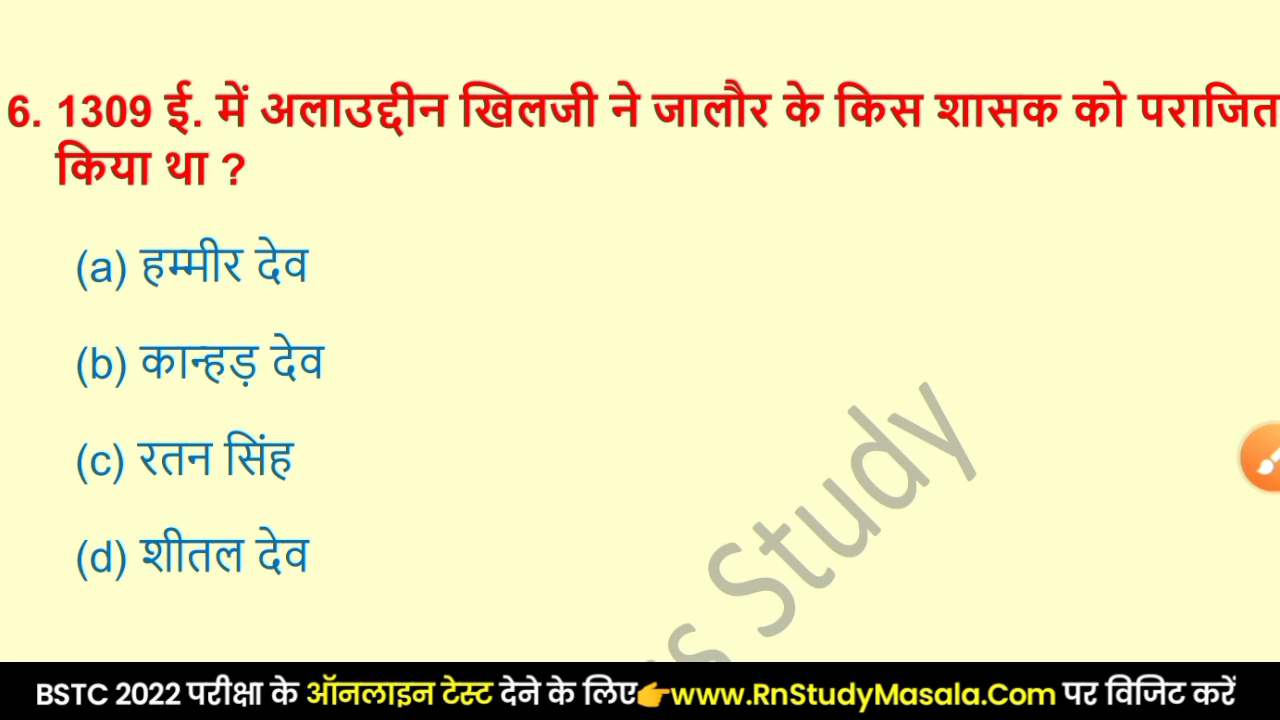 6. 1309 ई. में अलाउद्दीन खिलजी ने जालौर के किस शासक को पराजित
किया था ?
(a) हम्मीर देव
(b) कान्हड़ देव
(c) रतन सिंह
(d) शीतल देव
Study
BSTC 2022 परीक्षा के ऑनलाइन टेस्ट देने के लिए👉www.RnStudyMasala.Com पर विजिट करें